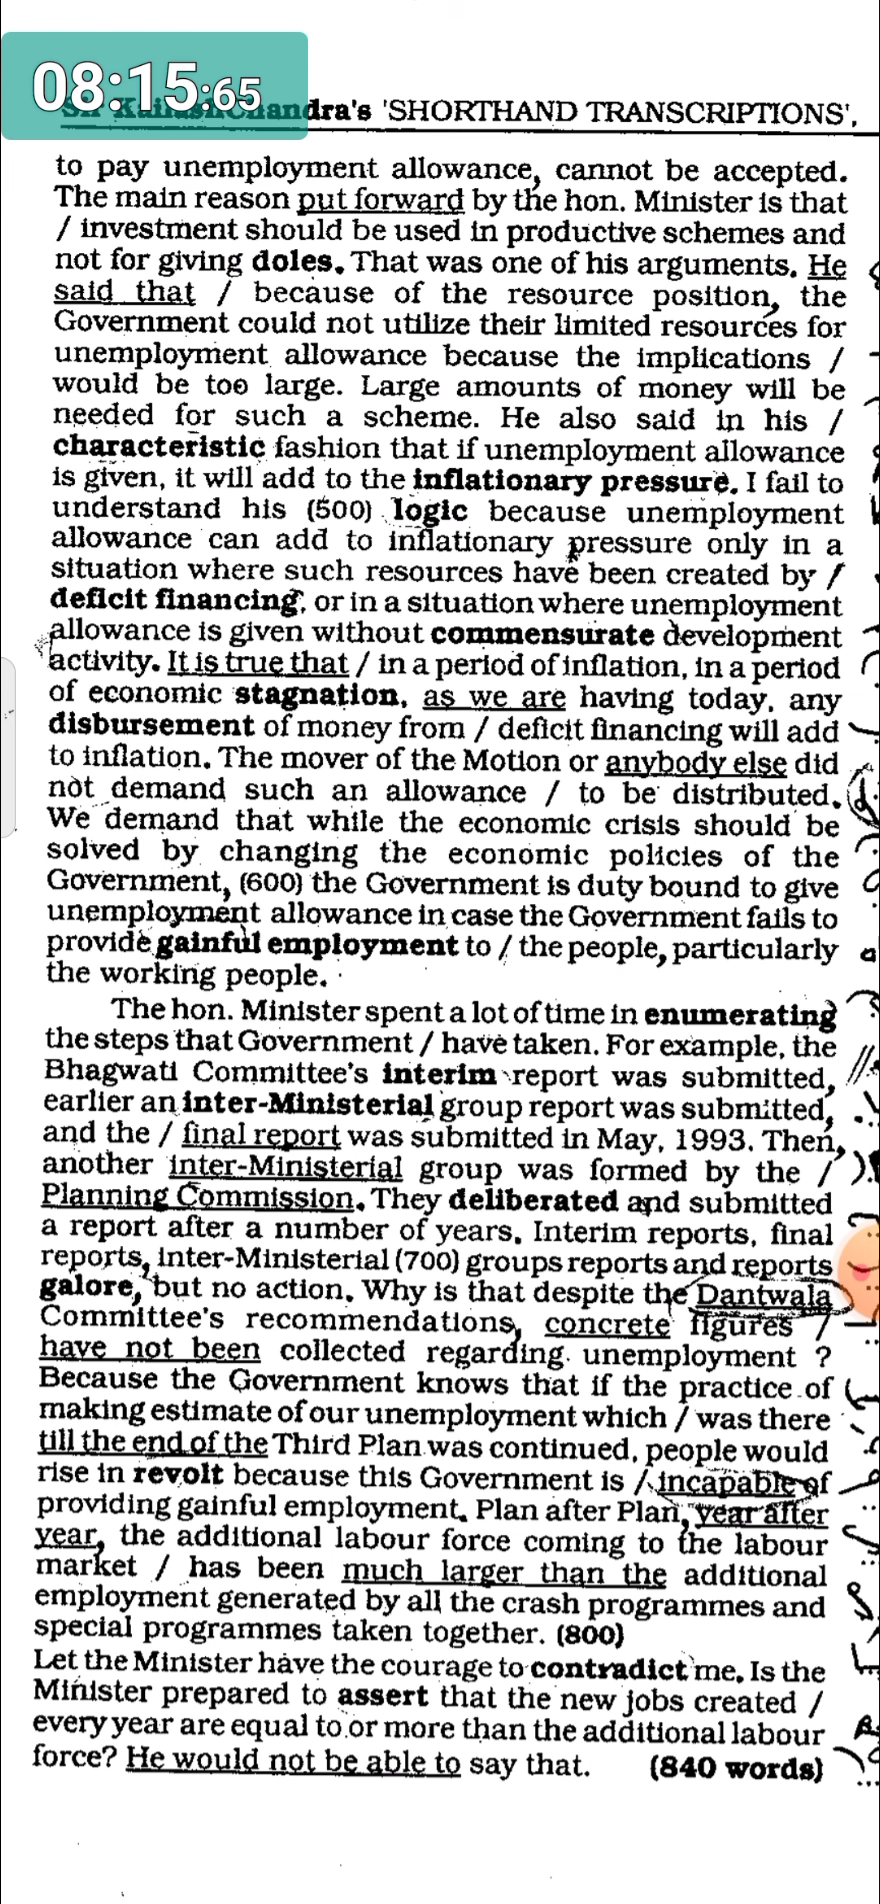 08:15:65
Sir Kailash Chandra's 'SHORTHAND TRANSCRIPTIONS'.
to pay unemployment allowance, cannot be accepted.
The main reason put forward by the hon. Minister is that
/ investment should be used in productive schemes and
not for giving doles. That was one of his arguments. He
said that / because of the resource position, the
Government could not utilize their limited resources for
unemployment allowance because the implications /
would be too large. Large amounts of money will be
needed for such a scheme. He also said in his /
characteristic fashion that if unemployment allowance
is given, it will add to the inflationary pressure. I fail to
understand his (500) logic because unemployment
allowance can add to inflationary pressure only in a
situation where such resources have been created by /
deficit financing, or in a situation where unemployment
allowance is given without commensurate development
activity. It is true that / in a period of inflation, in a period
of economic stagnation, as we are having today, any
disbursement of money from / deficit financing will add
to inflation. The mover of the Motion or anybody else did
not demand such an allowance / to be distributed.
We demand that while the economic crisis should be
solved by changing the economic policies of the
Government, (600) the Government is duty bound to give
unemployment allowance in case the Government fails to
provide gainful employment to / the people, particularly
the working people.
The hon. Minister spent a lot of time in enumerating
the steps that Government / have taken. For example, the
Bhagwati Committee's interim report was submitted,
earlier an inter-Ministerial group report was submitted,
and the / final report was submitted in May, 1993. Then,
another inter-Ministerial group was formed by the /
Planning Commission. They deliberated and submitted
a report after a number of years. Interim reports, final
reports, inter-Ministerial (700) groups reports and reports
galore, but no action. Why is that despite the Dantwala
Committee's recommendations, concrete figures /
have not been collected regarding unemployment ?
Because the Government knows that if the practice of
making estimate of our unemployment which / was there
till the end of the Third Plan was continued, people would
rise in revolt because this Government is / incapable of
providing gainful employment. Plan after Plan, year after
year, the additional labour force coming to the labour
market / has been much larger than the additional
employment generated by all the crash programmes and
special programmes taken together. (800)
Let the Minister have the courage to contradict me. Is the
Minister prepared to assert that the new jobs created /
every year are equal to or more than the additional labour
force? He would not be able to say that. (840 words)